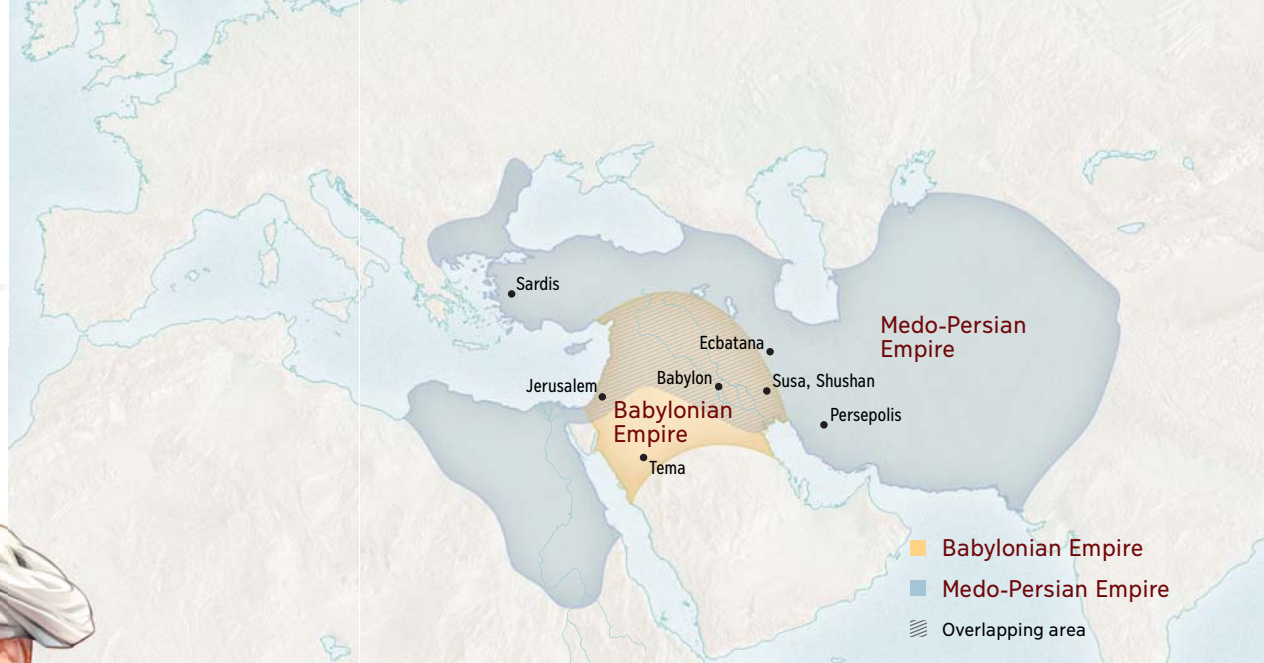 Sardis
Medo-Persian
Empire
Ecbatana
Babylon
Susa, Shushan
Jerusalem
Babylonian
Empire
Persepolis
Tema
Babylonian Empire
Medo-Persian Empire
Overlapping area